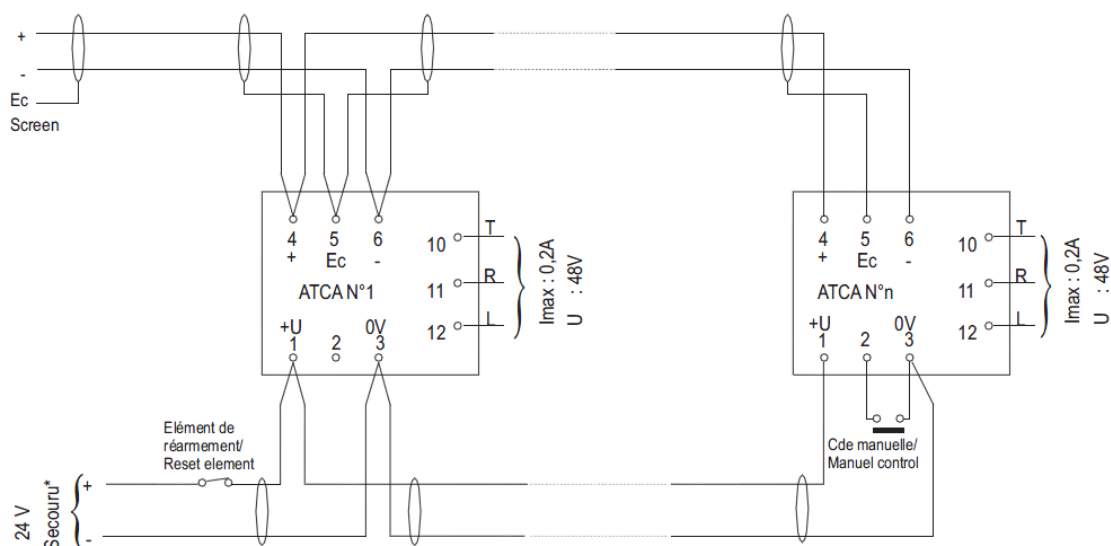 +
-
Ec
Screen
4 5 6
+ Ec -
10 T
11 R
12 L
ATCA N°1
+U 0V
1 2 3
Imax : 0,2A
U : 48V
4 5 6
+ Ec -
10 T
11 R
12 L
ATCA N°n
+U 0V
1 2 3
Imax : 0,2A
U : 48V
Elément de
réarmement/
Reset element
Cde manuelle/
Manuel control
24 V
Secouru*
+
-